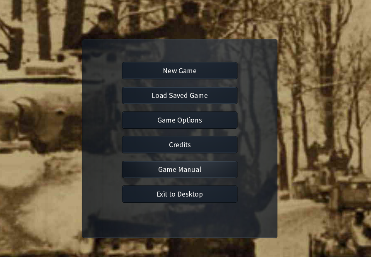 New Game
Load Saved Game
Game Options
Credits
Game Manual
Exit to Desktop